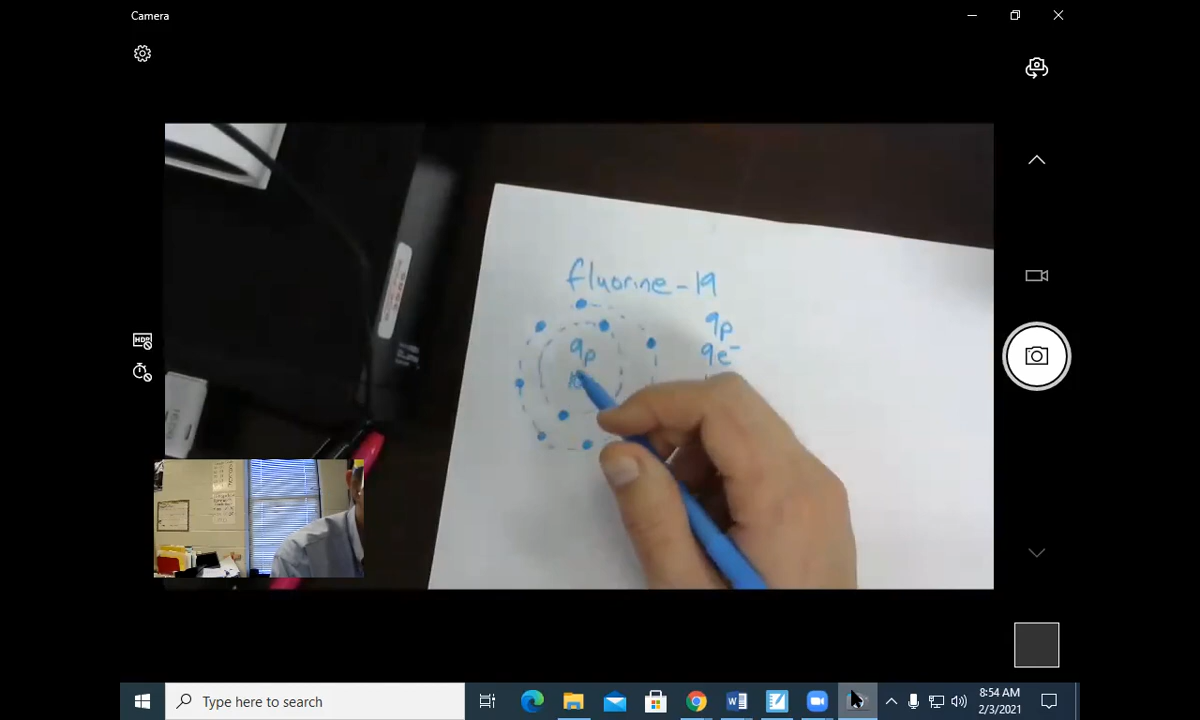 Camera
fluorine-19
9p
9e⁻
9p
Type here to search
8:54 AM
2/3/2021